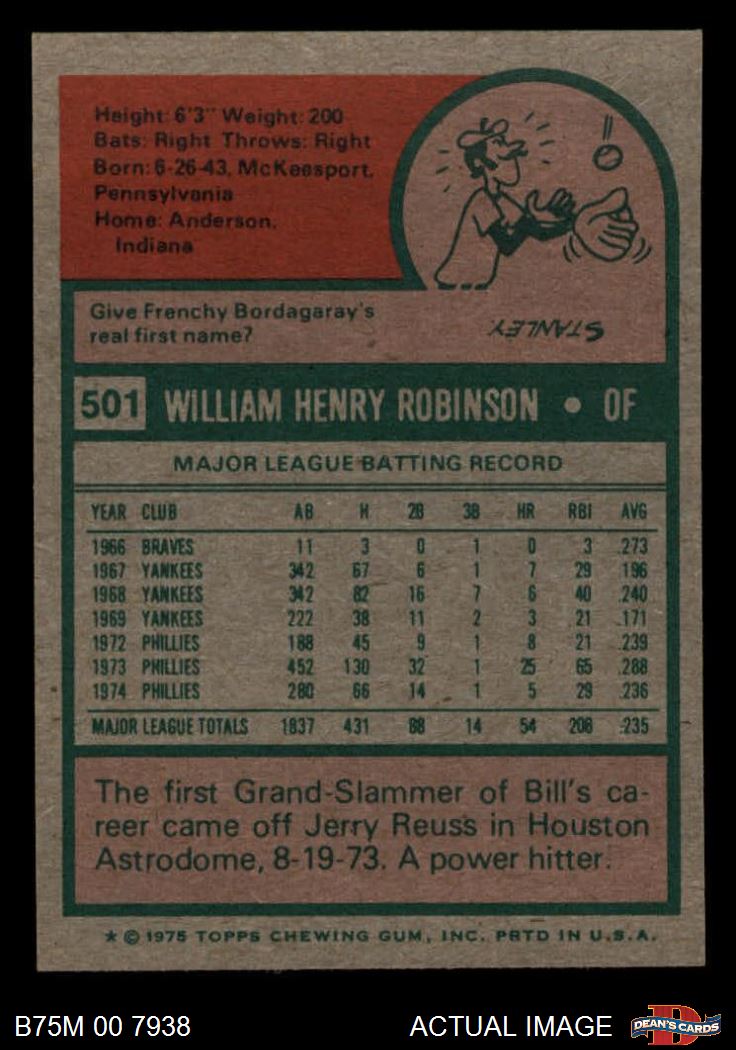 Height: 6'3" Weight: 200
Bats: Right Throws: Right
Born: 6-26-43, McKeesport,
Pennsylvania
Home: Anderson,
Indiana
Give Frenchy Bordagaray's
real first name?
STANLEY
501 WILLIAM HENRY ROBINSON • OF
MAJOR LEAGUE BATTING RECORD
YEAR CLUB AB H 2B 3B HR RBI AVG
1966 BRAVES 11 3 0 1 0 3 .273
1967 YANKEES 342 67 6 1 7 29 .196
1968 YANKEES 342 82 16 7 6 40 .240
1969 YANKEES 222 38 11 2 3 21 .171
1972 PHILLIES 188 45 9 1 8 21 .239
1973 PHILLIES 452 130 32 1 25 65 .288
1974 PHILLIES 280 66 14 1 5 29 .236
MAJOR LEAGUE TOTALS 1837 431 88 14 54 208 .235
The first Grand-Slammer of Bill's ca-
reer came off Jerry Reuss in Houston
Astrodome, 8-19-73. A power hitter.
* © 1975 TOPPS CHEWING GUM, INC. PRTD IN U.S.A.
B75M 00 7938 ACTUAL IMAGE D DEAN'S CARDS